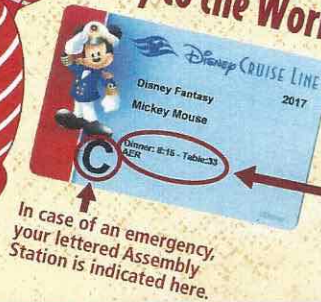 y to the Wor
Disney CRUISE LINE
Disney Fantasy
2017
Mickey Mouse
C
Dinner: 8:15 - Table:33
AER
In case of an emergency,
your lettered Assembly
Station is indicated here.